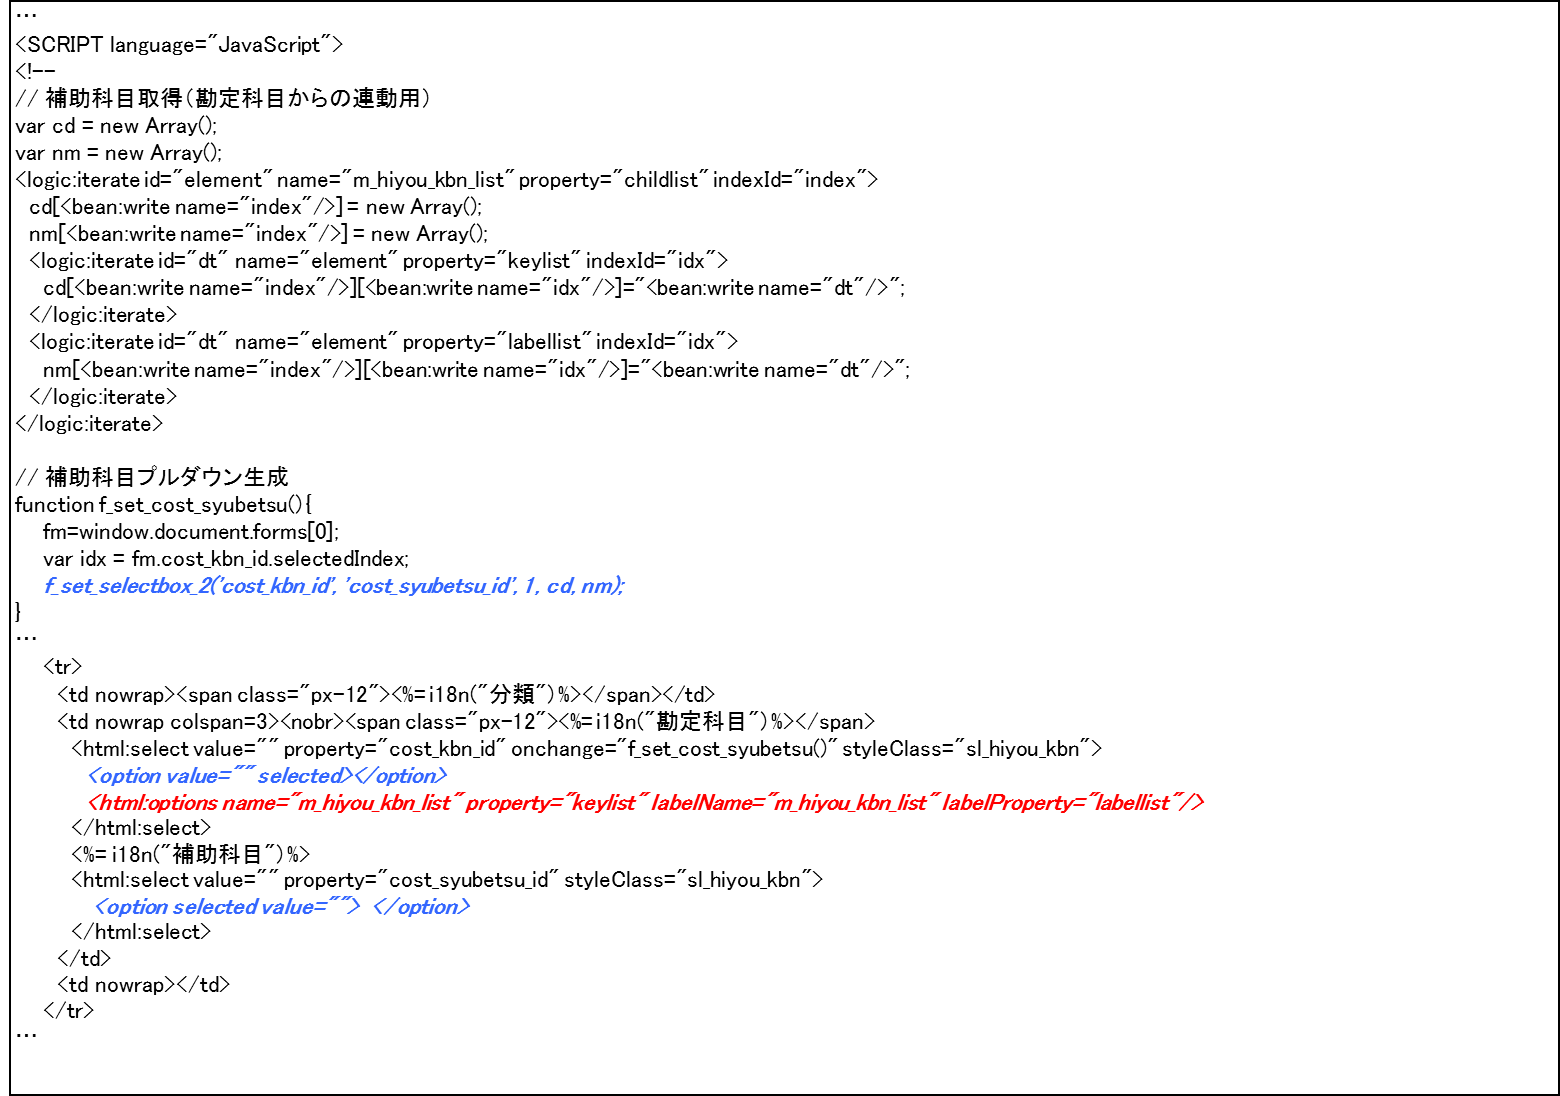 …
<SCRIPT language="JavaScript">
<!--
// 補助科目取得（勘定科目からの連動用）
var cd = new Array();
var nm = new Array();
<logic:iterate id="element" name="m_hiyou_kbn_list" property="childlist" indexId="index">
  cd[<bean:write name="index"/>] = new Array();
  nm[<bean:write name="index"/>] = new Array();
  <logic:iterate id="dt" name="element" property="keylist" indexId="idx">
    cd[<bean:write name="index"/>][<bean:write name="idx"/>]="<bean:write name="dt"/>";
  </logic:iterate>
  <logic:iterate id="dt" name="element" property="labellist" indexId="idx">
    nm[<bean:write name="index"/>][<bean:write name="idx"/>]="<bean:write name="dt"/>";
  </logic:iterate>
</logic:iterate>
// 補助科目プルダウン生成
function f_set_cost_syubetsu(){
    fm=window.document.forms[0];
    var idx = fm.cost_kbn_id.selectedIndex;
    f_set_selectbox_2('cost_kbn_id', 'cost_syubetsu_id', 1, cd, nm);
}
…
    <tr>
      <td nowrap><span class="px-12"><%=i18n("分類")%></span></td>
      <td nowrap colspan=3><nobr><span class="px-12"><%=i18n("勘定科目")%></span>
        <html:select value="" property="cost_kbn_id" onchange="f_set_cost_syubetsu()" styleClass="sl_hiyou_kbn">
          <option value="" selected></option>
          <html:options name="m_hiyou_kbn_list" property="keylist" labelName="m_hiyou_kbn_list" labelProperty="labellist"/>
        </html:select>
        <%= i18n("補助科目")%>
        <html:select value="" property="cost_syubetsu_id" styleClass="sl_hiyou_kbn">
          <option selected value=""> </option>
        </html:select>
      </td>
      <td nowrap></td>
    </tr>
…